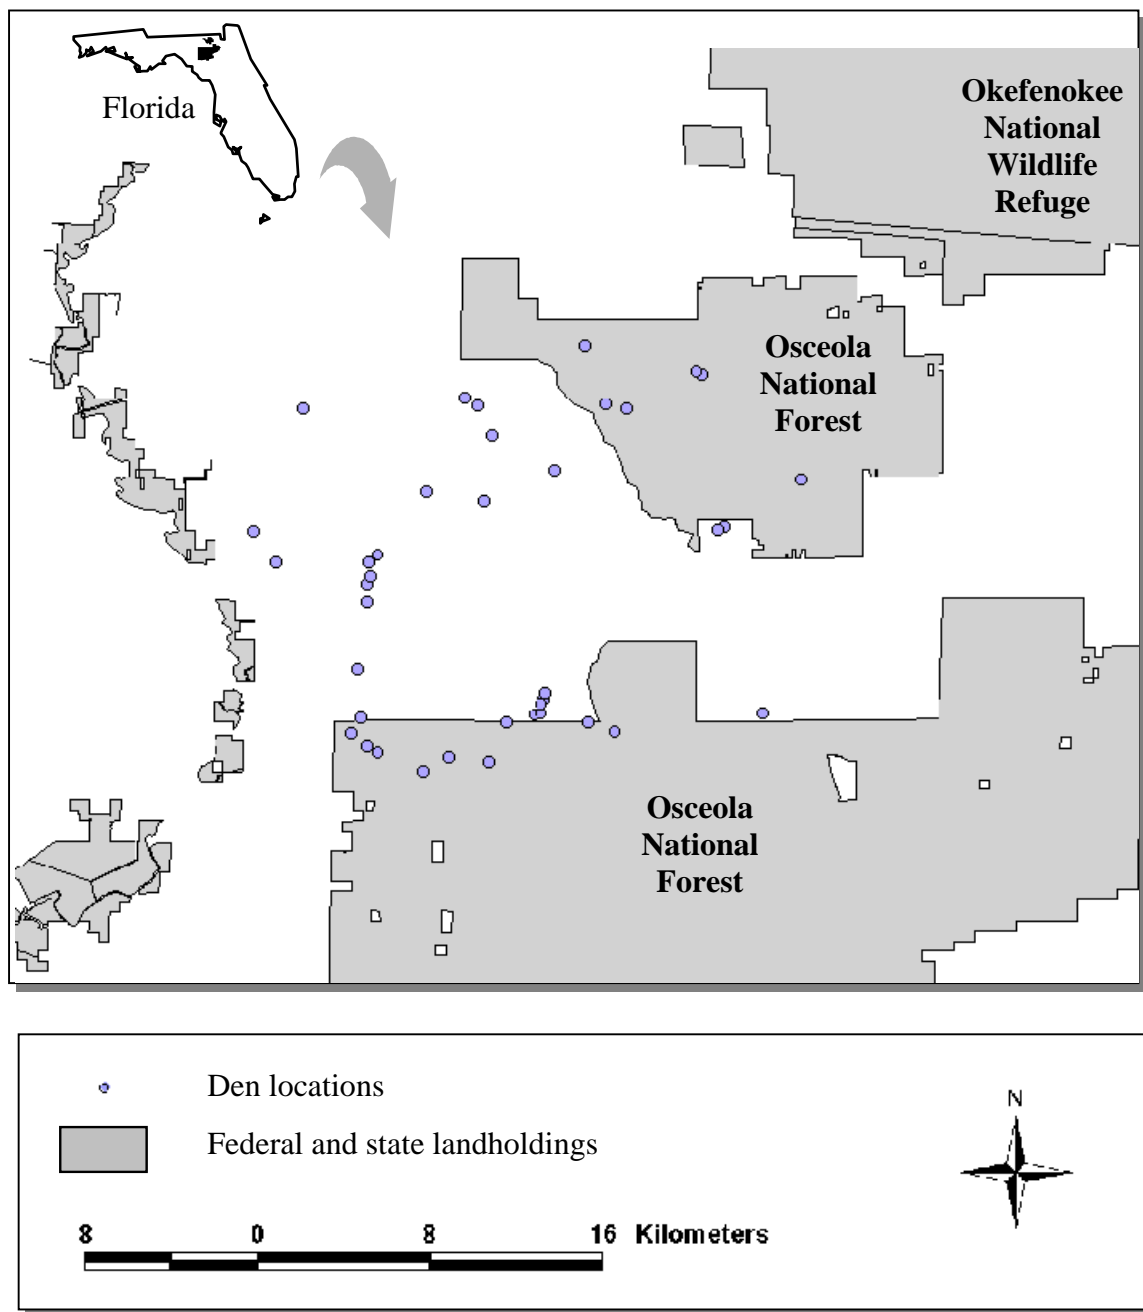 Florida
Okefenokee
National
Wildlife
Refuge
Osceola
National
Forest
Osceola
National
Forest
Den locations
Federal and state landholdings
N
8 0 8 16 Kilometers